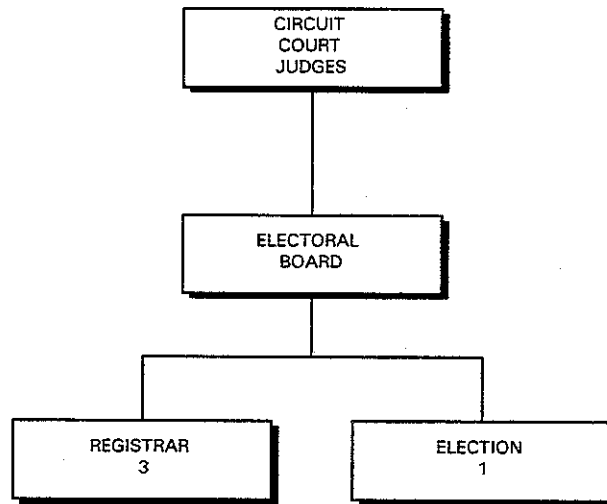 CIRCUIT
COURT
JUDGES
ELECTORAL
BOARD
REGISTRAR
3
ELECTION
1